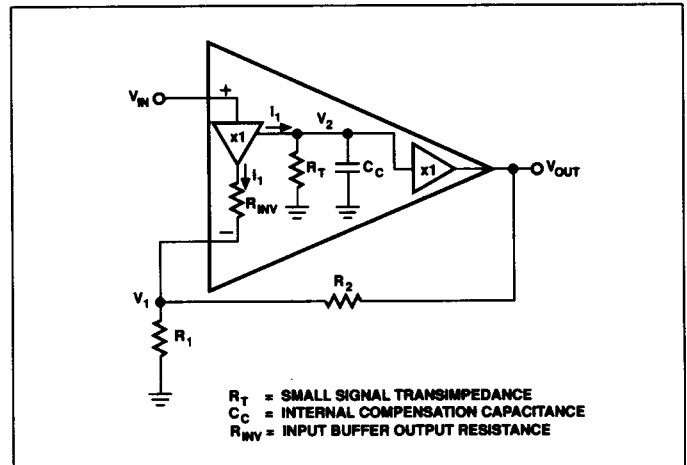 V_IN
+
x1
I_1
V_2
R_T
C_C
x1
V_OUT
I_1
R_INV
–
V_1
R_2
R_1
R_T = SMALL SIGNAL TRANSIMPEDANCE
C_C = INTERNAL COMPENSATION CAPACITANCE
R_INV = INPUT BUFFER OUTPUT RESISTANCE